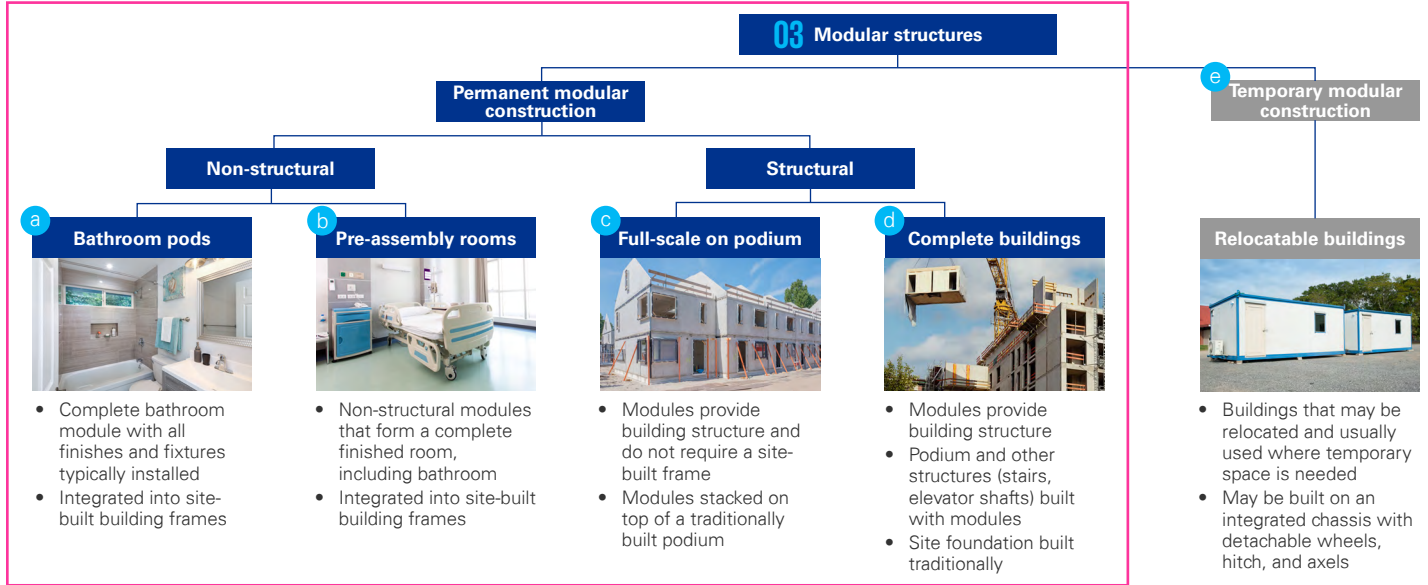 03 Modular structures
Permanent modular
construction
e
Temporary modular
construction
Non-structural
Structural
a
Bathroom pods
b
Pre-assembly rooms
c
Full-scale on podium
d
Complete buildings
Relocatable buildings
• Complete bathroom
module with all
finishes and fixtures
typically installed
• Integrated into site-
built building frames
• Non-structural modules
that form a complete
finished room,
including bathroom
• Integrated into site-built
building frames
• Modules provide
building structure and
do not require a site-
built frame
• Modules stacked on
top of a traditionally
built podium
• Modules provide
building structure
• Podium and other
structures (stairs,
elevator shafts) built
with modules
• Site foundation built
traditionally
• Buildings that may be
relocated and usually
used where temporary
space is needed
• May be built on an
integrated chassis with
detachable wheels,
hitch, and axels